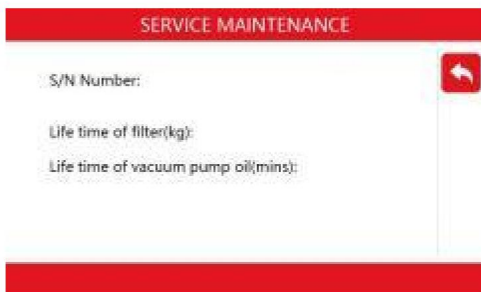 SERVICE MAINTENANCE
S/N Number:
Life time of filter(kg):
Life time of vacuum pump oil(mins):